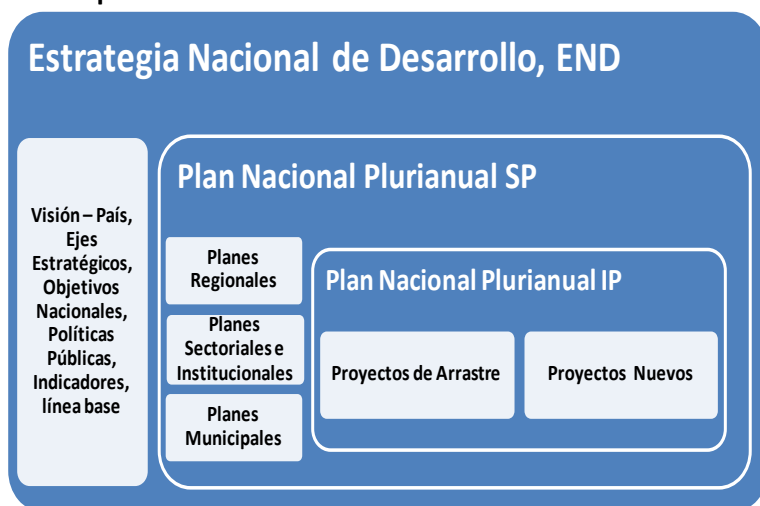 Estrategia Nacional de Desarrollo, END
Visión – País,
Ejes
Estratégicos,
Objetivos
Nacionales,
Políticas
Públicas,
Indicadores,
línea base
Plan Nacional Plurianual SP
Planes
Regionales
Planes
Sectoriales e
Institucionales
Planes
Municipales
Plan Nacional Plurianual IP
Proyectos de Arrastre
Proyectos Nuevos